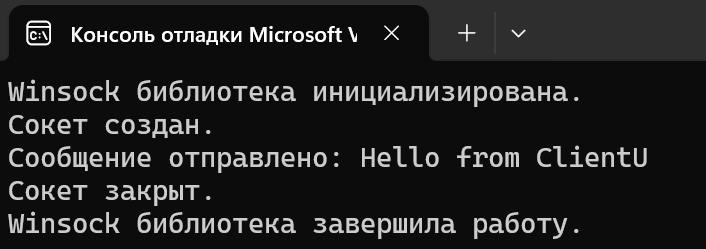 Консоль отладки Microsoft V
Winsock библиотека инициализирована.
Сокет создан.
Сообщение отправлено: Hello from ClientU
Сокет закрыт.
Winsock библиотека завершила работу.